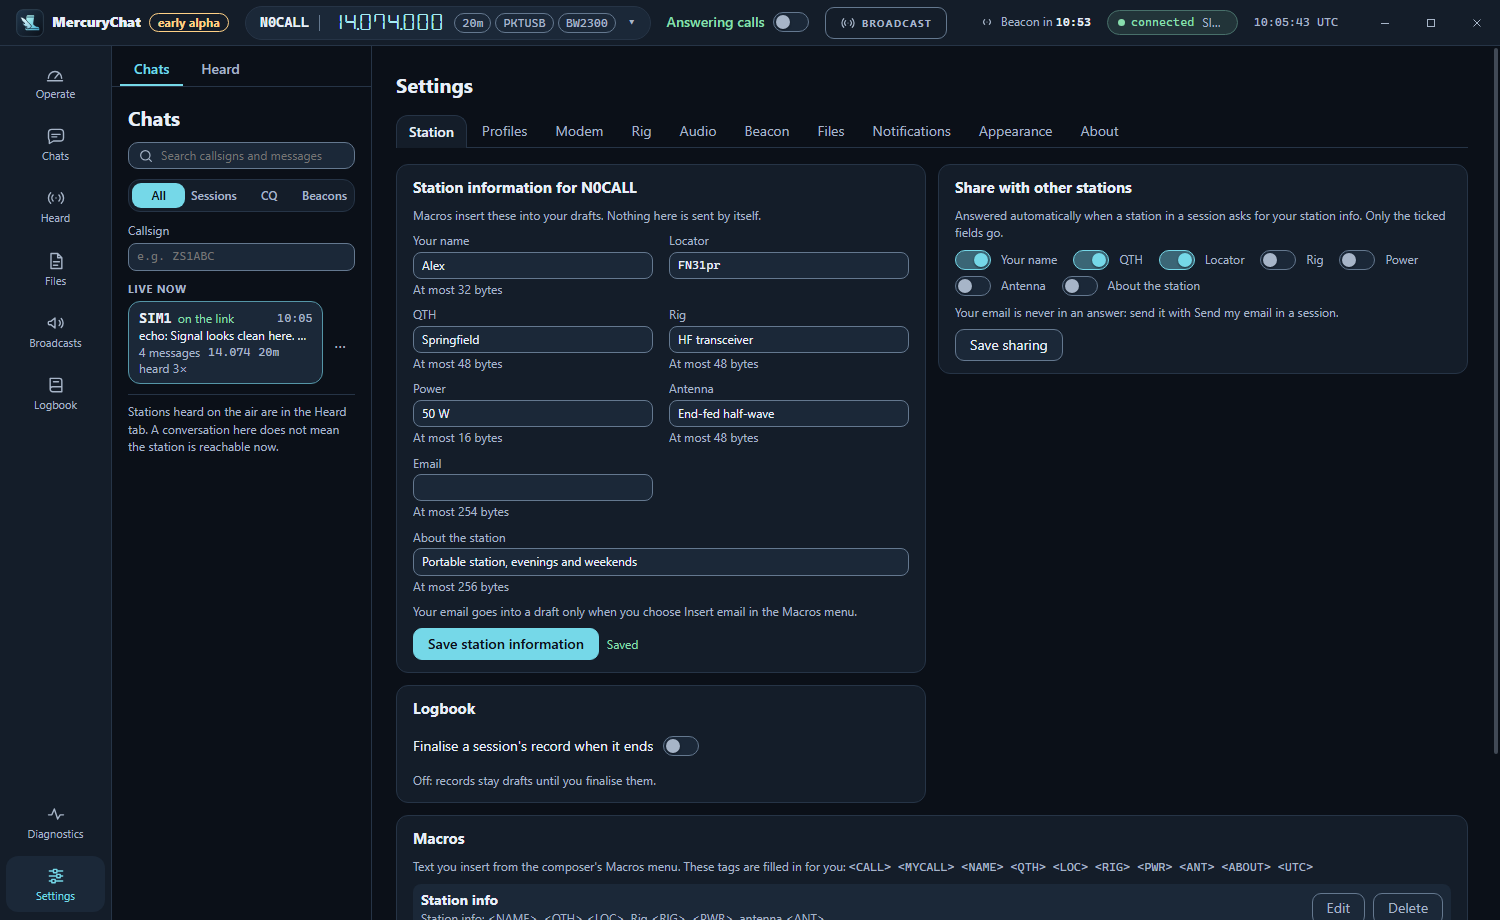 MercuryChat early alpha
N0CALL 14.074.000 20m PKTUSB BW2300
Answering calls
BROADCAST
Beacon in 10:53
connected Sl...
10:05:43 UTC
Operate
Chats
Heard
Files
Broadcasts
Logbook
Diagnostics
Settings
Chats Heard
Chats
Search callsigns and messages
All Sessions CQ Beacons
Callsign
e.g. ZS1ABC
LIVE NOW
SIM1 on the link 10:05
echo: Signal looks clean here. ...
4 messages 14.074 20m
heard 3×
...
Stations heard on the air are in the Heard
tab. A conversation here does not mean
the station is reachable now.
Settings
Station Profiles Modem Rig Audio Beacon Files Notifications Appearance About
Station information for N0CALL
Macros insert these into your drafts. Nothing here is sent by itself.
Your name Locator
Alex FN31pr
At most 32 bytes
QTH Rig
Springfield HF transceiver
At most 48 bytes At most 48 bytes
Power Antenna
50 W End-fed half-wave
At most 16 bytes At most 48 bytes
Email
At most 254 bytes
About the station
Portable station, evenings and weekends
At most 256 bytes
Your email goes into a draft only when you choose Insert email in the Macros menu.
Save station information Saved
Share with other stations
Answered automatically when a station in a session asks for your station info. Only the ticked
fields go.
Your name QTH Locator Rig Power
Antenna About the station
Your email is never in an answer: send it with Send my email in a session.
Save sharing
Logbook
Finalise a session's record when it ends
Off: records stay drafts until you finalise them.
Macros
Text you insert from the composer's Macros menu. These tags are filled in for you: <CALL> <MYCALL> <NAME> <QTH> <LOC> <RIG> <PWR> <ANT> <ABOUT> <UTC>
Station info
Edit Delete
Station info: <NAME>, <QTH> <LOC>. Rig <RIG>, <PWR>, antenna <ANT>